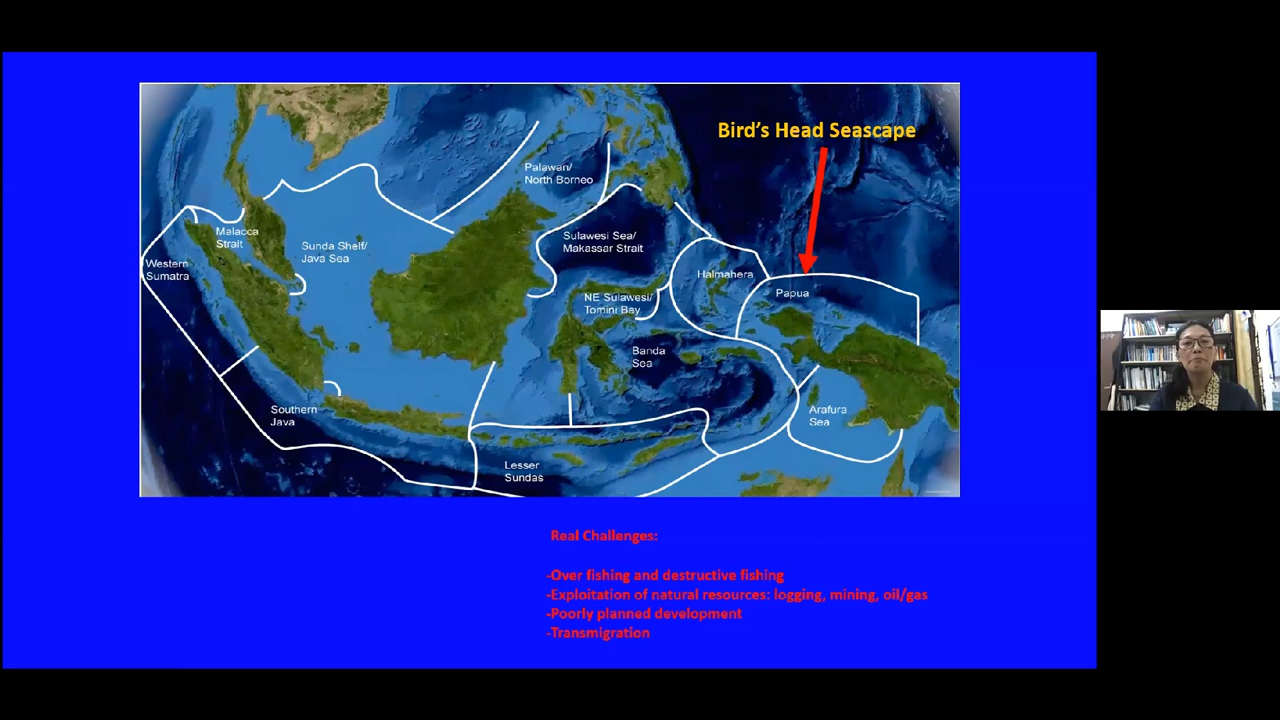 Bird's Head Seascape
Palawan/
North Borneo
Malacca
Strait
Sunda Shelf/
Java Sea
Sulawesi Sea/
Makassar Strait
Western
Sumatra
Halmahera
Papua
NE Sulawesi/
Tomini Bay
Banda
Sea
Southern
Java
Arafura
Sea
Lesser
Sundas
Real Challenges:
-Over fishing and destructive fishing
-Exploitation of natural resources: logging, mining, oil/gas
-Poorly planned development
-Transmigration